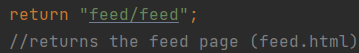 return "feed/feed";
//returns the feed page (feed.html)